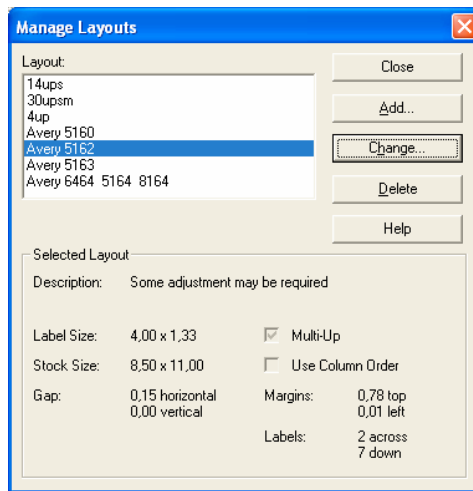 Manage Layouts
Layout:
14ups
30upsm
4up
Avery 5160
Avery 5162
Avery 5163
Avery 6464 5164 8164
Close
Add...
Change...
Delete
Help
Selected Layout
Description: Some adjustment may be required
Label Size: 4,00 x 1,33 Multi-Up
Stock Size: 8,50 x 11,00 Use Column Order
Gap: 0,15 horizontal Margins: 0,78 top
0,00 vertical 0,01 left
Labels: 2 across
7 down